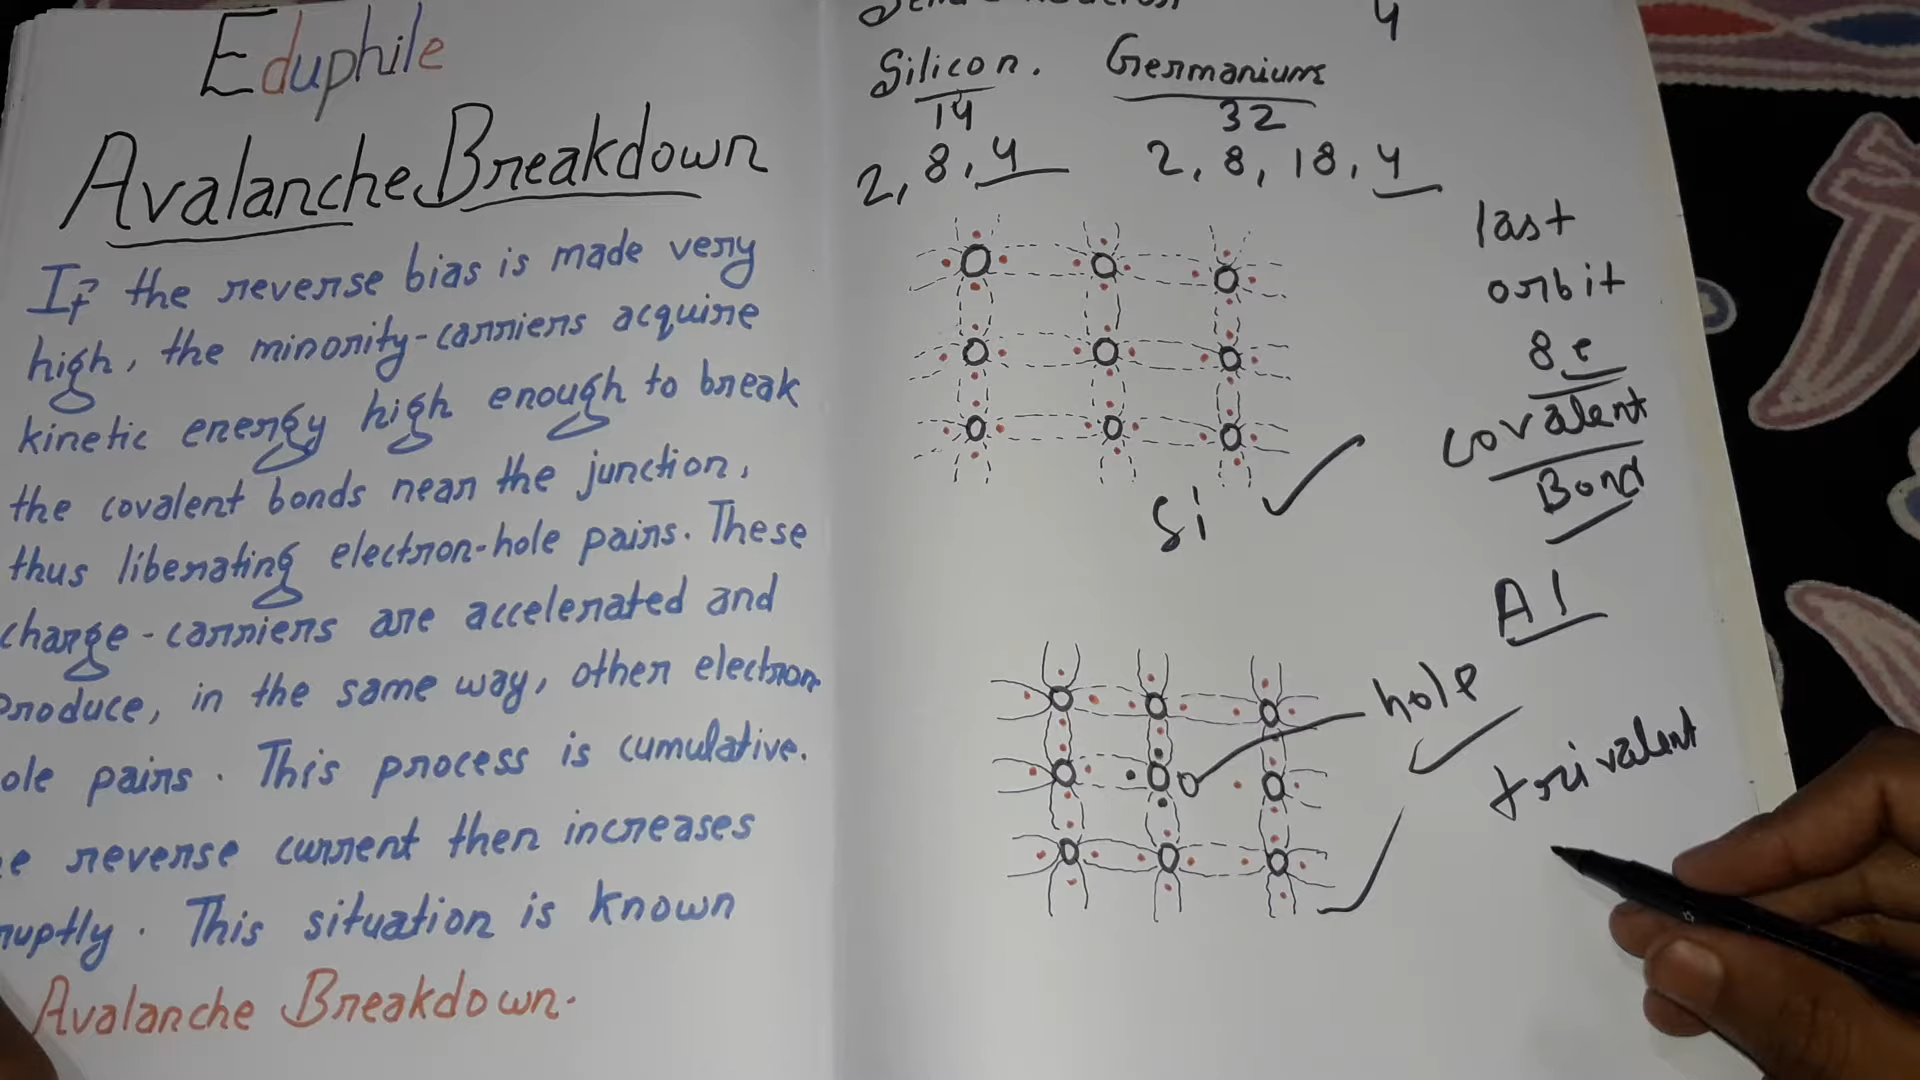 Eduphile
Avalanche Breakdown
If the reverse bias is made very
high, the minority-carriers acquire
kinetic energy high enough to break
the covalent bonds near the junction,
thus liberating electron-hole pairs. These
charge-carriers are accelerated and
produce, in the same way, other electron-
ole pairs. This process is cumulative.
e reverse current then increases
ruptly. This situation is known
Avalanche Breakdown.
4
Silicon. Germanium
14 32
2, 8, 4 2, 8, 18, 4
last
orbit
8 e
covalent
Bond
Si
Al
hole
trivalent